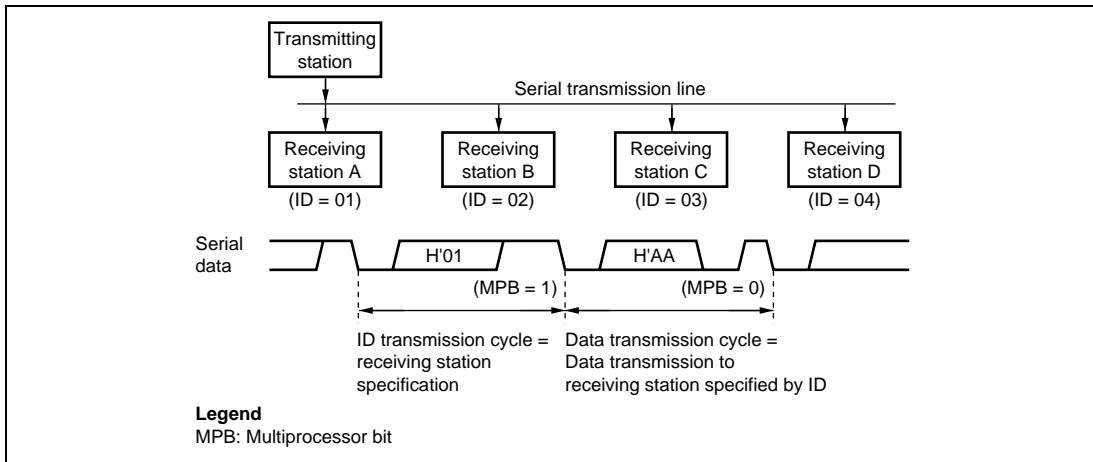 Transmitting
station
Serial transmission line
Receiving
station A
(ID = 01)
Receiving
station B
(ID = 02)
Receiving
station C
(ID = 03)
Receiving
station D
(ID = 04)
Serial
data
H'01
H'AA
(MPB = 1)
(MPB = 0)
ID transmission cycle =
receiving station
specification
Data transmission cycle =
Data transmission to
receiving station specified by ID
Legend
MPB: Multiprocessor bit